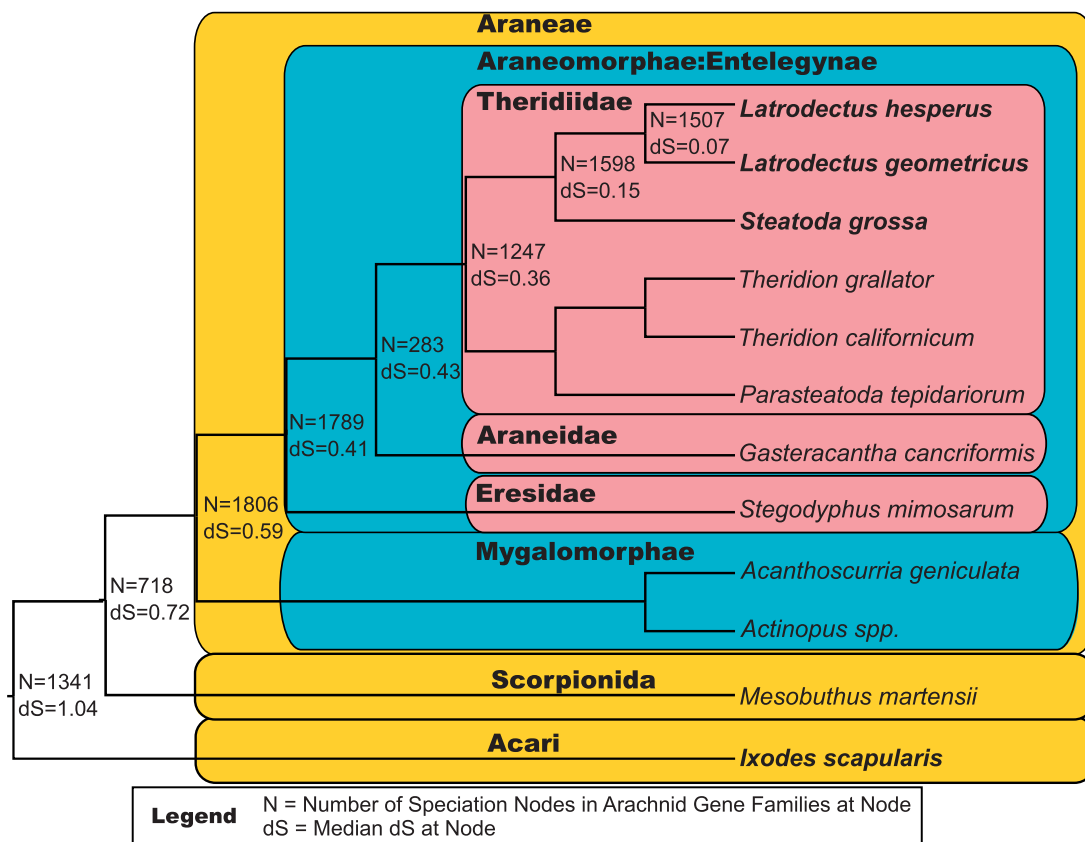 Araneae
Araneomorphae:Entelegynae
Theridiidae
Latrodectus hesperus
N=1507
dS=0.07
Latrodectus geometricus
N=1598
dS=0.15
Steatoda grossa
N=1247
dS=0.36
Theridion grallator
Theridion californicum
N=283
dS=0.43
Parasteatoda tepidariorum
N=1789
dS=0.41
Araneidae
Gasteracantha cancriformis
Eresidae
Stegodyphus mimosarum
N=1806
dS=0.59
Mygalomorphae
Acanthoscurria geniculata
N=718
dS=0.72
Actinopus spp.
Scorpionida
Mesobuthus martensii
N=1341
dS=1.04
Acari
Ixodes scapularis
Legend
N = Number of Speciation Nodes in Arachnid Gene Families at Node
dS = Median dS at Node